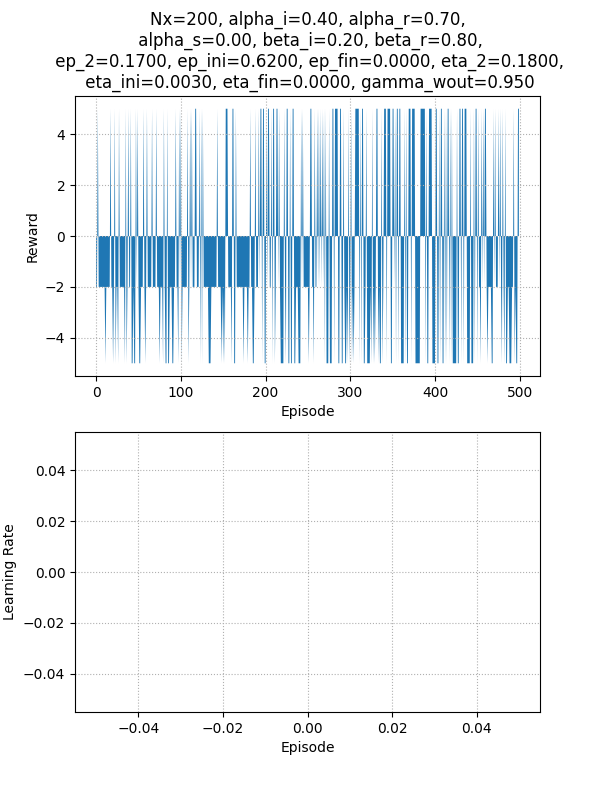 Nx=200, alpha_i=0.40, alpha_r=0.70,
alpha_s=0.00, beta_i=0.20, beta_r=0.80,
ep_2=0.1700, ep_ini=0.6200, ep_fin=0.0000, eta_2=0.1800,
eta_ini=0.0030, eta_fin=0.0000, gamma_wout=0.950
Reward
4
2
0
−2
−4
0 100 200 300 400 500
Episode
Learning Rate
0.04
0.02
0.00
−0.02
−0.04
−0.04 −0.02 0.00 0.02 0.04
Episode